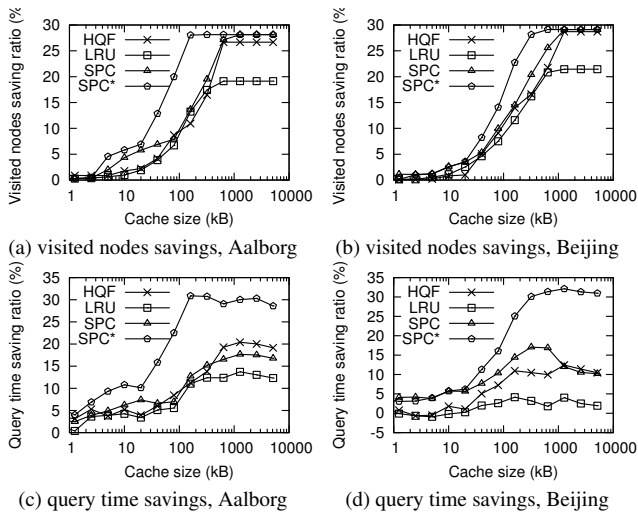 Visited nodes saving ratio (%)
30
25
20
15
10
5
0
HQF
LRU
SPC
SPC*
1 10 100 1000 10000
Cache size (kB)
(a) visited nodes savings, Aalborg
Visited nodes saving ratio (%)
30
25
20
15
10
5
0
HQF
LRU
SPC
SPC*
1 10 100 1000 10000
Cache size (kB)
(b) visited nodes savings, Beijing
Query time saving ratio (%)
35
30
25
20
15
10
5
0
HQF
LRU
SPC
SPC*
1 10 100 1000 10000
Cache size (kB)
(c) query time savings, Aalborg
Query time saving ratio (%)
35
30
25
20
15
10
5
0
-5
HQF
LRU
SPC
SPC*
1 10 100 1000 10000
Cache size (kB)
(d) query time savings, Beijing